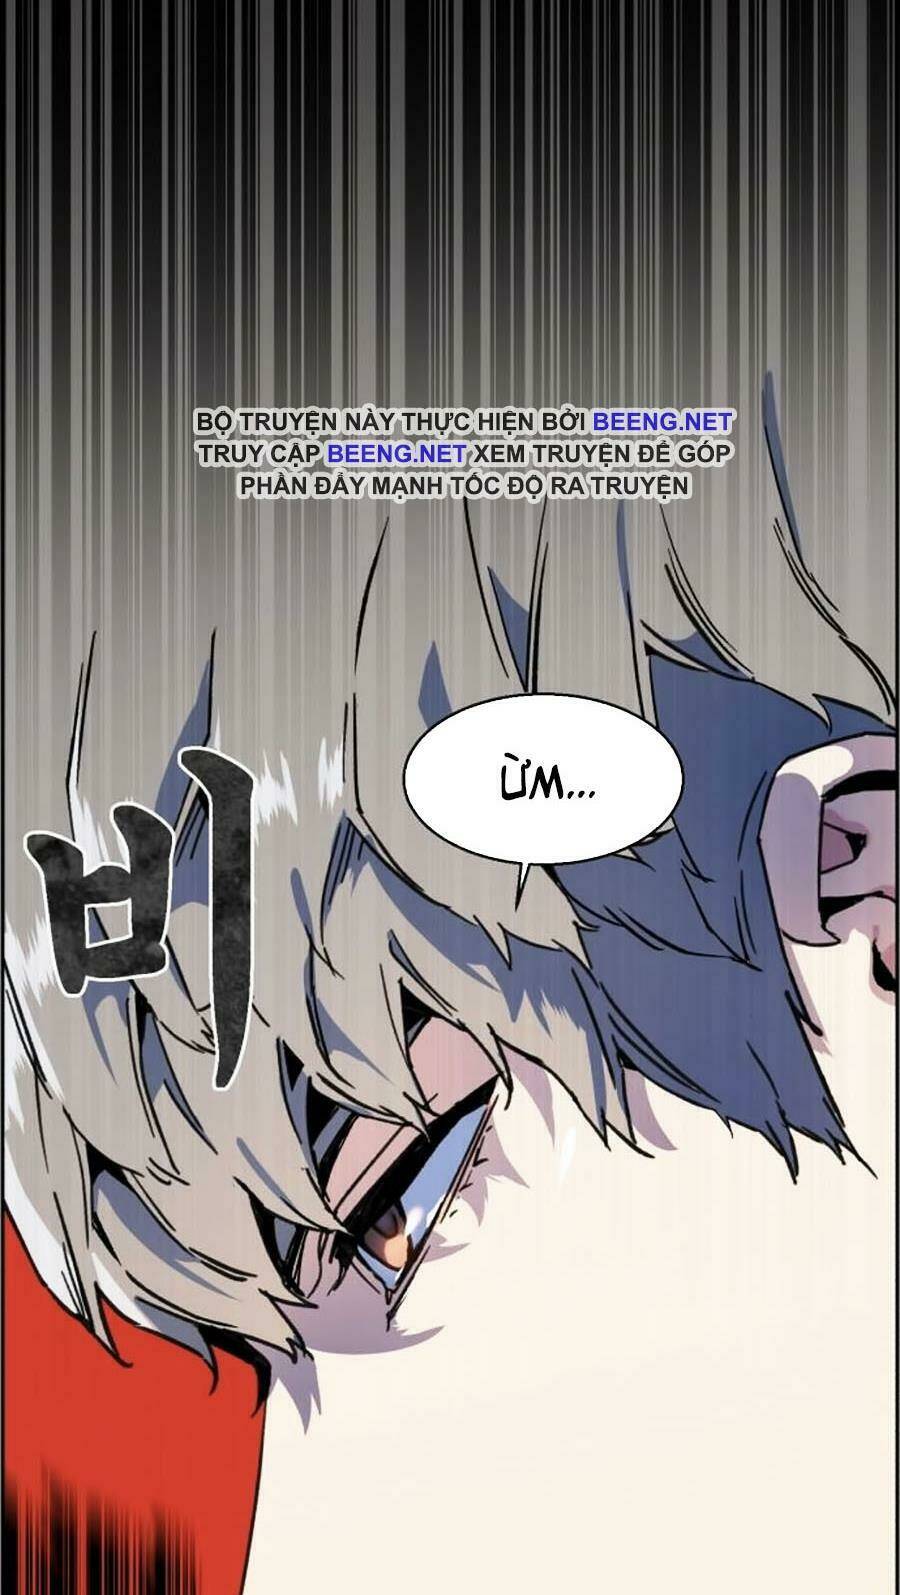 BỘ TRUYỆN NÀY THỰC HIỆN BỞI BEENG.NET
TRUY CẬP BEENG.NET XEM TRUYỆN ĐỂ GÓP
PHẦN ĐẨY MẠNH TỐC ĐỘ RA TRUYỆN
ỪM...
비